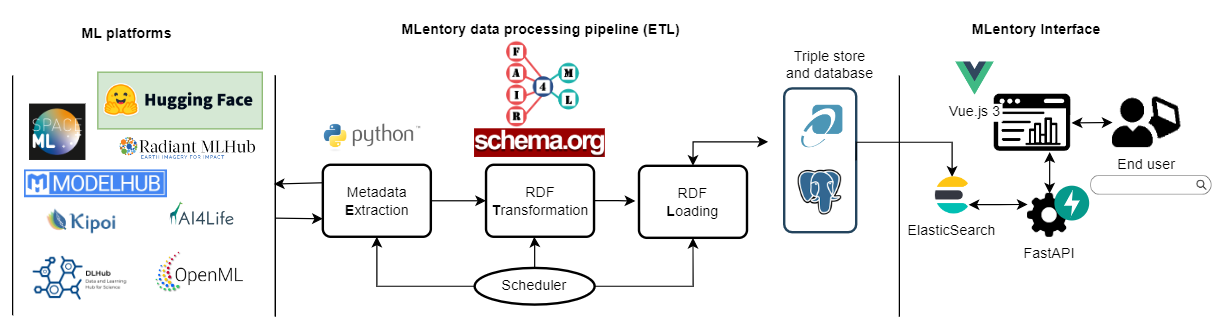 ML platforms
MLentory data processing pipeline (ETL)
MLentory Interface
Hugging Face
SPACE
ML
Radiant MLHub
EARTH IMAGERY FOR IMPACT
MODELHUB
Kipoi
AI4Life
DLHub
Data and Learning
Hub for Science
OpenML
python™
F
A
I
R
4
M
L
schema.org
Metadata
Extraction
RDF
Transformation
RDF
Loading
Scheduler
Triple store
and database
Vue.js 3
End user
ElasticSearch
FastAPI